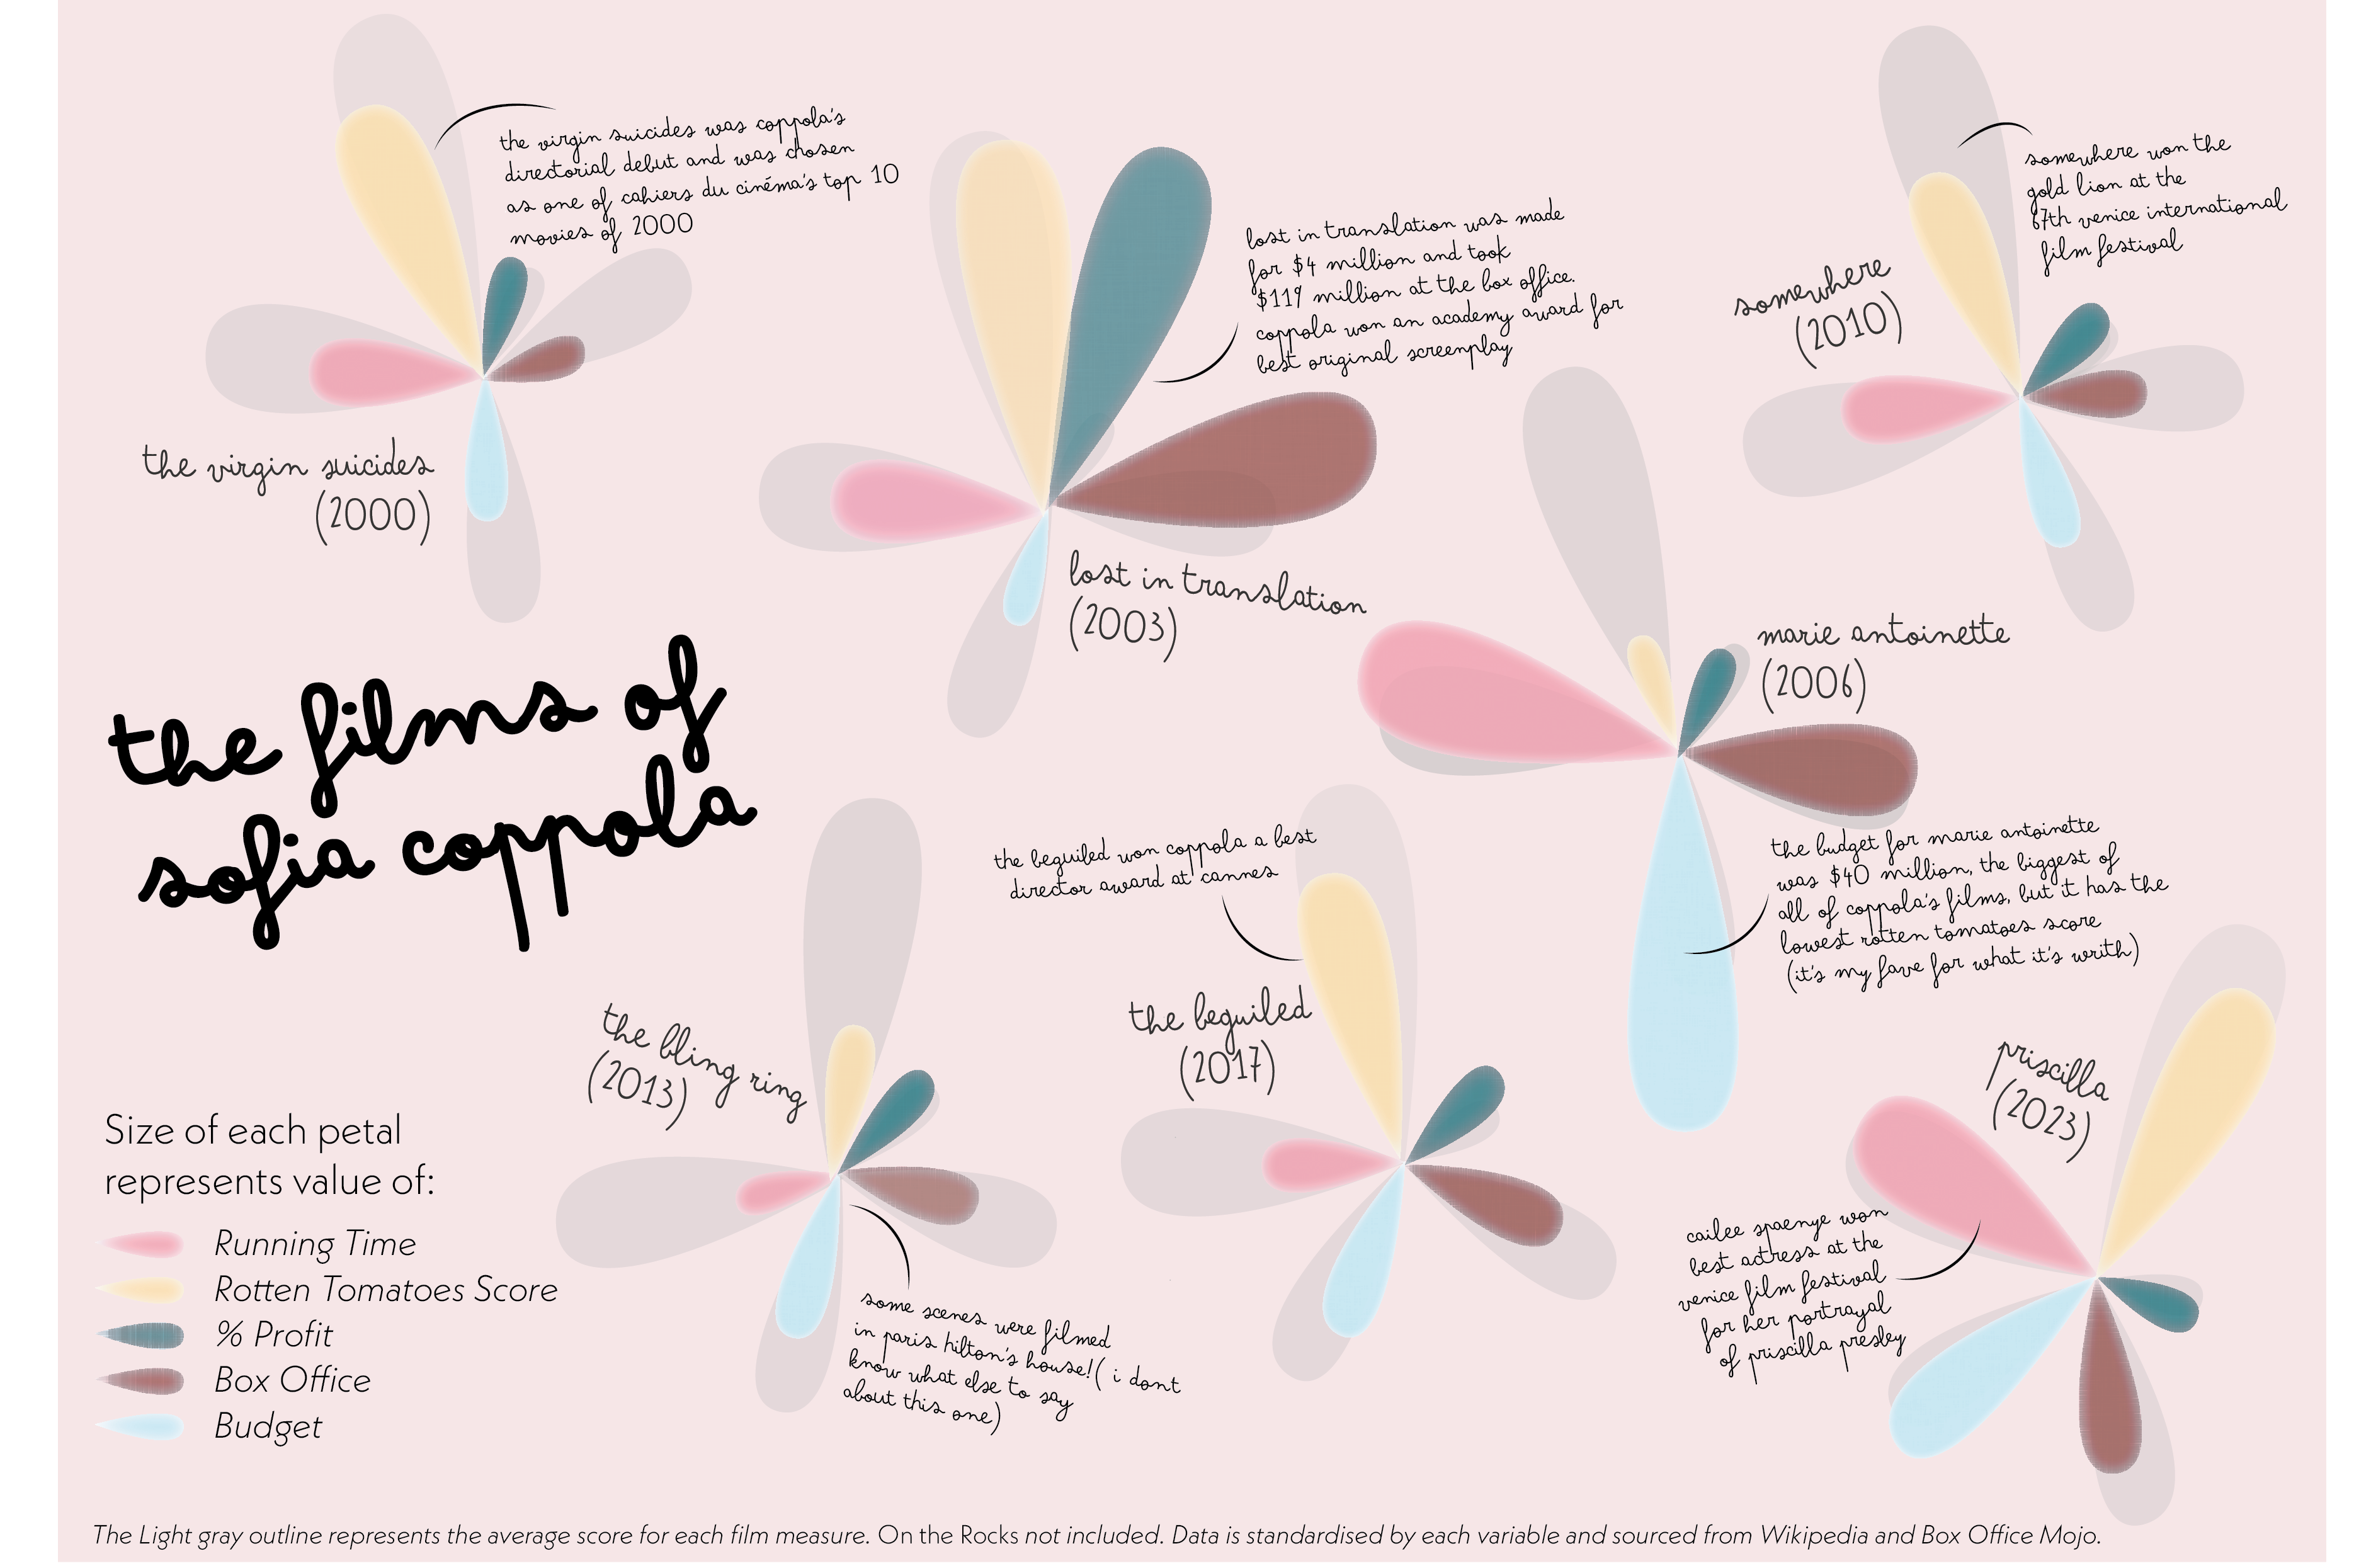 the virgin suicides was coppola's
directorial debut and was chosen
as one of cahiers du cinéma's top 10
movies of 2000
the virgin suicides
(2000)
lost in translation was made
for $4 million and took
$119 million at the box office.
coppola won an academy award for
best original screenplay
lost in translation
(2003)
somewhere won the
gold lion at the
67th venice international
film festival
somewhere
(2010)
marie antoinette
(2006)
the budget for marie antoinette
was $40 million, the biggest of
all of coppola's films, but it has the
lowest rotten tomatoes score
(it's my fave for what it's writh)
the films of
sofia coppola
the beguiled won coppola a best
director award at cannes
the beguiled
(2017)
the bling ring
(2013)
some scenes were filmed
in paris hilton's house!( i dont
know what else to say
about this one)
priscilla
(2023)
cailee spaenye won
best actress at the
venice film festival
for her portrayal
of priscilla presley
Size of each petal
represents value of:
Running Time
Rotten Tomatoes Score
% Profit
Box Office
Budget
The Light gray outline represents the average score for each film measure. On the Rocks not included. Data is standardised by each variable and sourced from Wikipedia and Box Office Mojo.